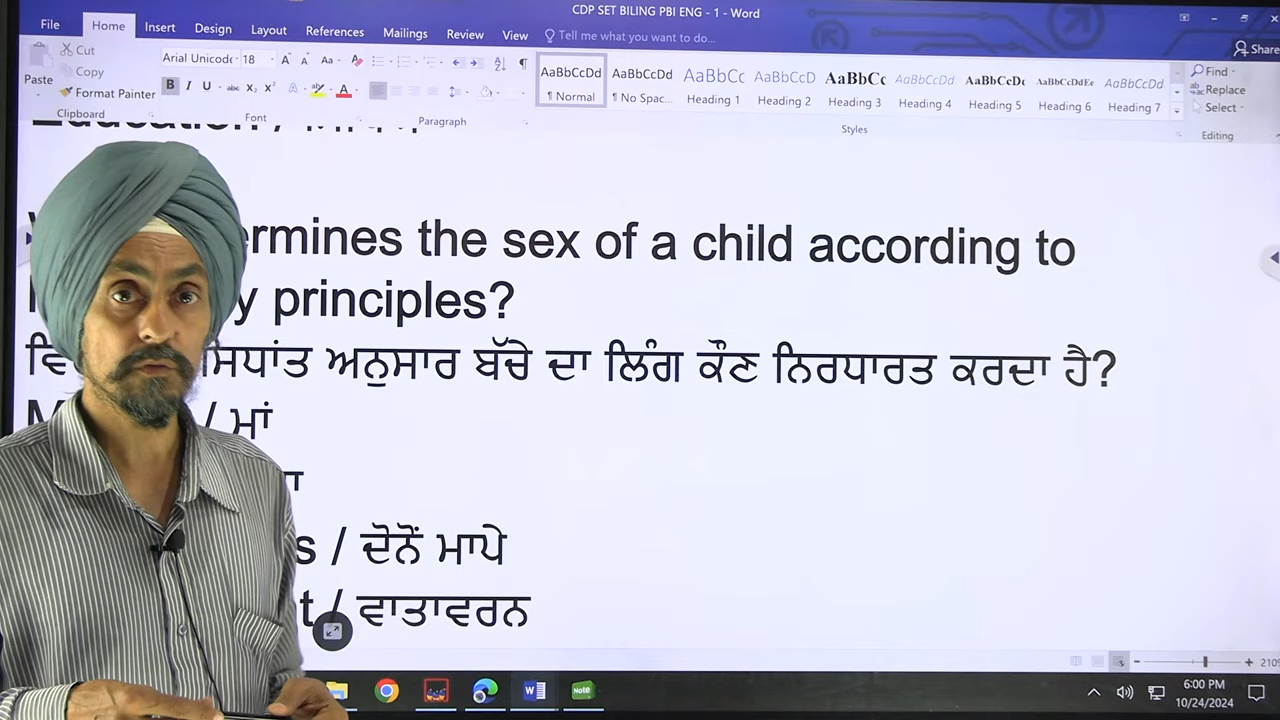 CDP SET BILING PBI ENG - 1 - Word
File Home Insert Design Layout References Mailings Review View Tell me what you want to do... Share
Paste Cut Copy Format Painter Clipboard
Arial Unicode 18 Font
Paragraph
AaBbCcDd AaBbCcDd AaBbCc AaBbCcD AaBbCc AaBbCcDd AaBbCcDc AaBbCcDdEe AaBbCcDd
¶ Normal ¶ No Spac... Heading 1 Heading 2 Heading 3 Heading 4 Heading 5 Heading 6 Heading 7
Styles
Find Replace Select Editing
ermines the sex of a child according to
y principles?
ਸਿਧਾਂਤ ਅਨੁਸਾਰ ਬੱਚੇ ਦਾ ਲਿੰਗ ਕੌਣ ਨਿਰਧਾਰਤ ਕਰਦਾ ਹੈ?
/ ਮਾਂ
s / ਦੋਨੋਂ ਮਾਪੇ
t / ਵਾਤਾਵਰਨ
210%
6:00 PM
10/24/2024